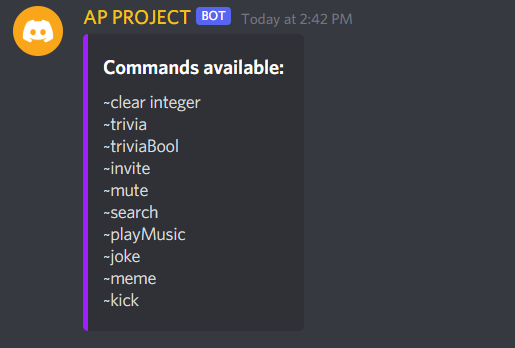 AP PROJECT BOT Today at 2:42 PM
Commands available:
~clear integer
~trivia
~triviaBool
~invite
~mute
~search
~playMusic
~joke
~meme
~kick